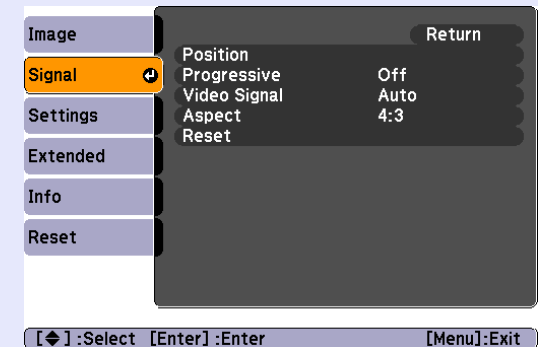 Image
Signal
Settings
Extended
Info
Reset
Return
Position
Progressive Off
Video Signal Auto
Aspect 4:3
Reset
[◆] :Select [Enter] :Enter [Menu]:Exit